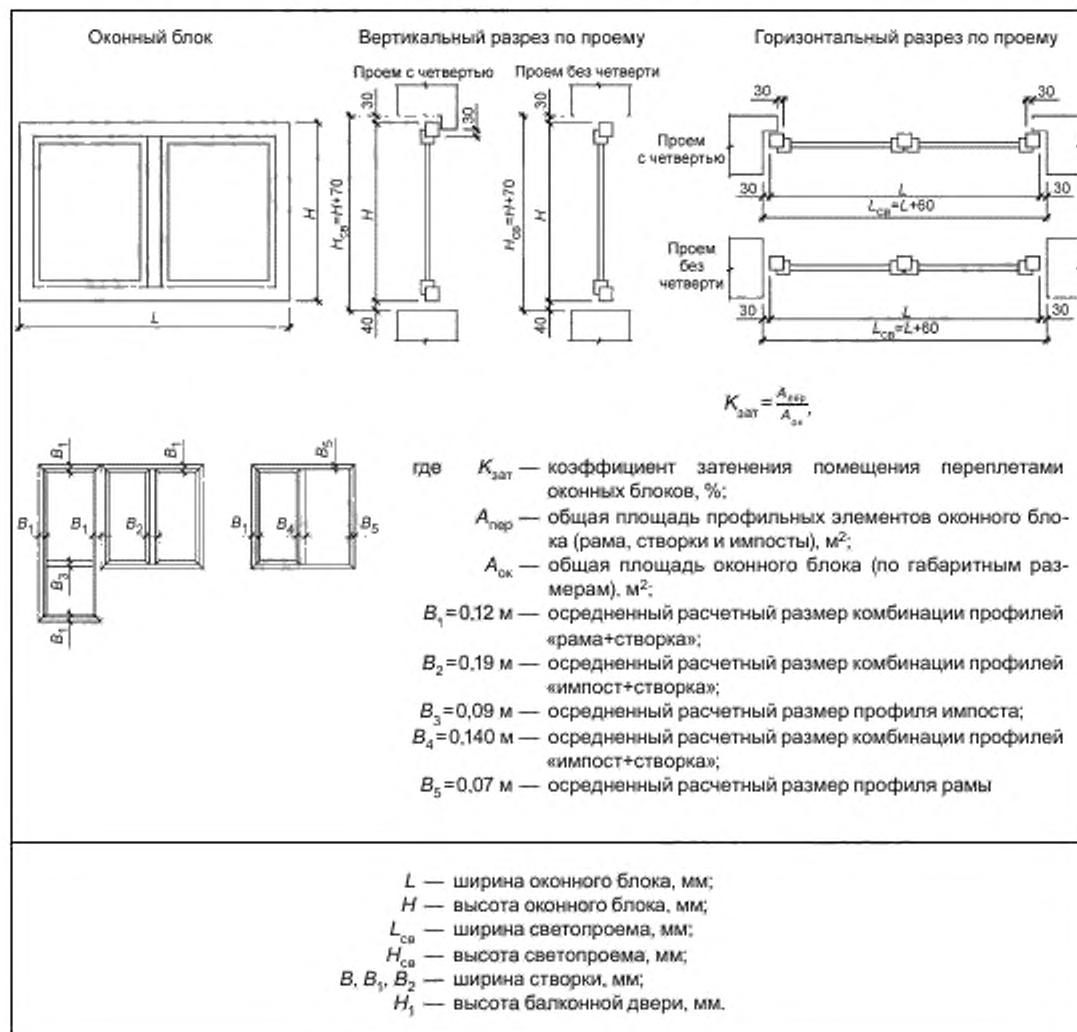 Оконный блок
Вертикальный разрез по проему
Горизонтальный разрез по проему
Проем с четвертью
Проем без четверти
30
30
30
H
Hсв=H+70
H
40
L
Hсв=H+70
H
40
30
30
Проем
с четвертью
30
L
30
Lсв=L+60
Проем
без
четверти
30
L
30
Lсв=L+60
Kзат = Aпер/Aок,
B1
B1
B1
B1
B2
B3
B1
B5
B1
B4
B5
где Kзат — коэффициент затенения помещения переплетами
оконных блоков, %;
Aпер — общая площадь профильных элементов оконного бло-
ка (рама, створки и импосты), м²;
Aок — общая площадь оконного блока (по габаритным раз-
мерам), м²;
B1=0,12 м — осредненный расчетный размер комбинации профилей
«рама+створка»;
B2=0,19 м — осредненный расчетный размер комбинации профилей
«импост+створка»;
B3=0,09 м — осредненный расчетный размер профиля импоста;
B4=0,140 м — осредненный расчетный размер комбинации профилей
«импост+створка»;
B5=0,07 м — осредненный расчетный размер профиля рамы
L — ширина оконного блока, мм;
H — высота оконного блока, мм;
Lсв — ширина светопроема, мм;
Hсв — высота светопроема, мм;
B, B1, B2 — ширина створки, мм;
H1 — высота балконной двери, мм.